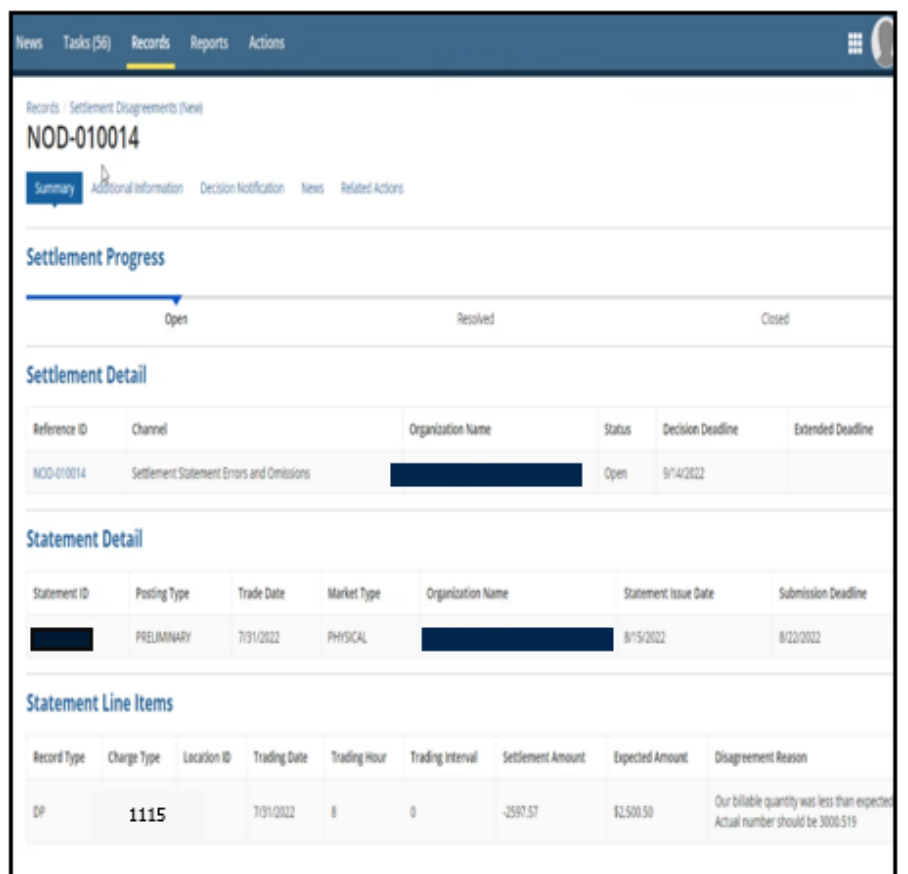 News Tasks (56) Records Reports Actions
Records / Settlement Disagreements (New)
NOD-010014
Summary Additional Information Decision Notification News Related Actions
Settlement Progress
Open Resolved Closed
Settlement Detail
Reference ID Channel Organization Name Status Decision Deadline Extended Deadline
NOD-010014 Settlement Statement Errors and Omissions Open 9/14/2022
Statement Detail
Statement ID Posting Type Trade Date Market Type Organization Name Statement Issue Date Submission Deadline
PRELIMINARY 7/31/2022 PHYSICAL 8/15/2022 8/22/2022
Statement Line Items
Record Type Charge Type Location ID Trading Date Trading Hour Trading Interval Settlement Amount Expected Amount Disagreement Reason
DP 1115 7/31/2022 8 0 -2597.57 $2,500.50 Our billable quantity was less than expected
Actual number should be 3000.519